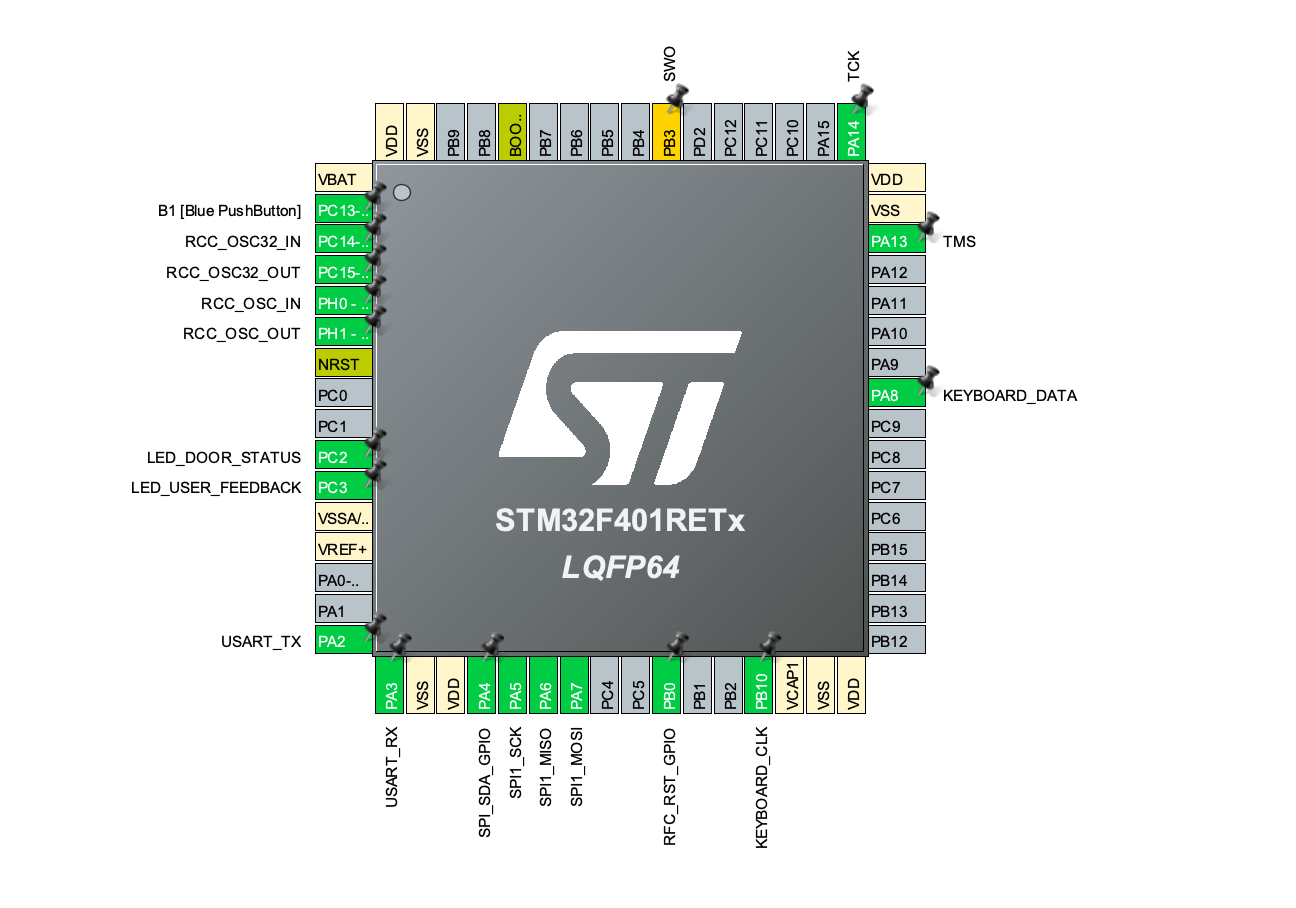 SWO
TCK
VDD
VSS
PB9
PB8
BOO..
PB7
PB6
PB5
PB4
PB3
PD2
PC12
PC11
PC10
PA15
PA14
VBAT
B1 [Blue PushButton] PC13-..
RCC_OSC32_IN PC14-..
RCC_OSC32_OUT PC15-..
RCC_OSC_IN PH0 - ..
RCC_OSC_OUT PH1 - ..
NRST
PC0
PC1
LED_DOOR_STATUS PC2
LED_USER_FEEDBACK PC3
VSSA/..
VREF+
PA0-..
PA1
USART_TX PA2
ST
STM32F401RETx
LQFP64
VDD
VSS
PA13 TMS
PA12
PA11
PA10
PA9
PA8 KEYBOARD_DATA
PC9
PC8
PC7
PC6
PB15
PB14
PB13
PB12
PA3
VSS
VDD
PA4
PA5
PA6
PA7
PC4
PC5
PB0
PB1
PB2
PB10
VCAP1
VSS
VDD
USART_RX
SPI_SDA_GPIO
SPI1_SCK
SPI1_MISO
SPI1_MOSI
RFC_RST_GPIO
KEYBOARD_CLK